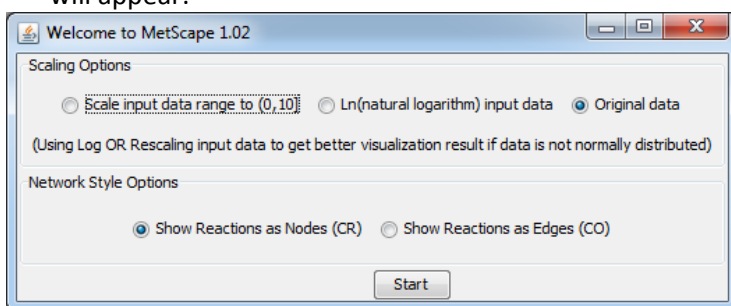 will appear:
Welcome to MetScape 1.02
Scaling Options
Scale input data range to (0,10] Ln(natural logarithm) input data Original data
(Using Log OR Rescaling input data to get better visualization result if data is not normally distributed)
Network Style Options
Show Reactions as Nodes (CR) Show Reactions as Edges (CO)
Start